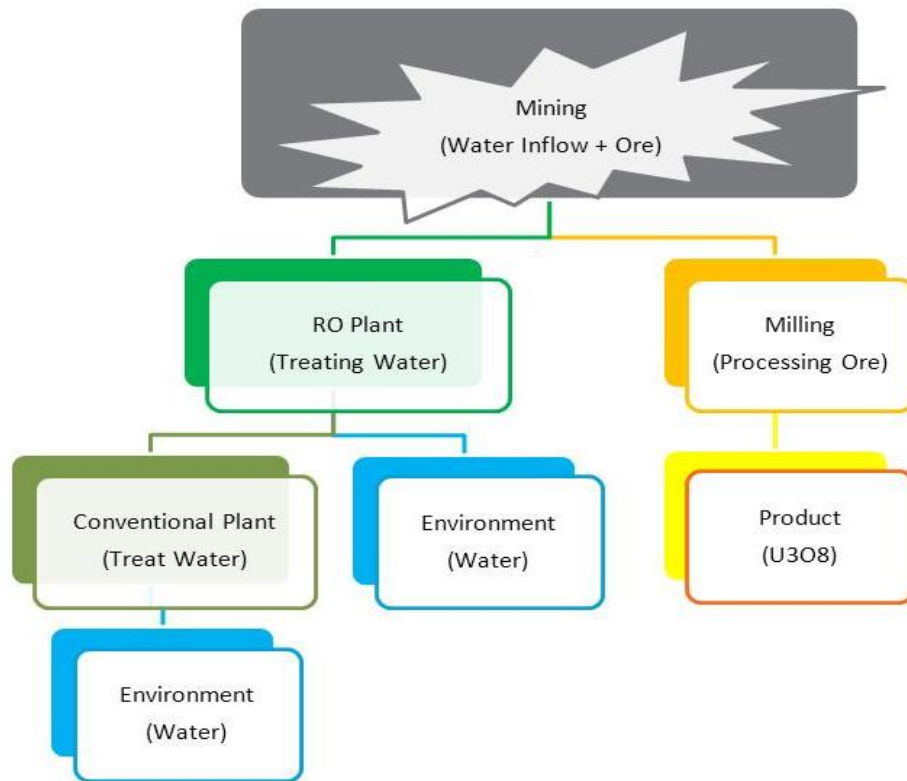 Mining
(Water Inflow + Ore)
RO Plant
(Treating Water)
Milling
(Processing Ore)
Conventional Plant
(Treat Water)
Environment
(Water)
Product
(U3O8)
Environment
(Water)